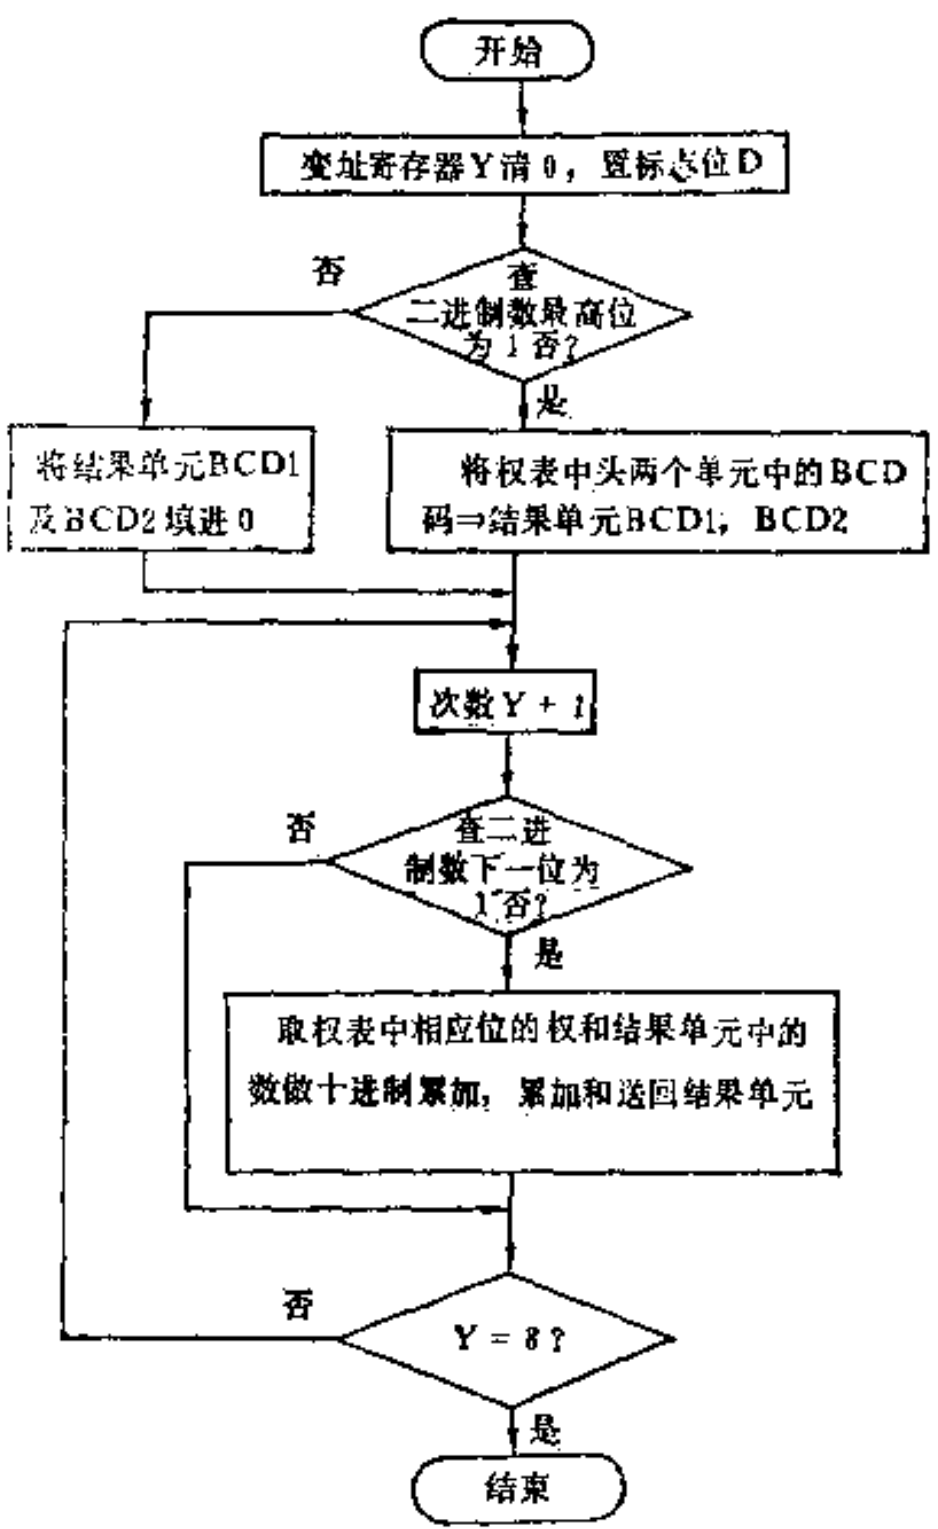 开始
变址寄存器Y清0，置标志位D
否
查
二进制数最高位
为1否？
是
将结果单元BCD1
及BCD2填进0
将权表中头两个单元中的BCD
码⇒结果单元BCD1，BCD2
次数Y + 1
否
查二进
制数下一位为
1否？
是
取权表中相应位的权和结果单元中的
数做十进制累加，累加和送回结果单元
否
Y = 8？
是
结束